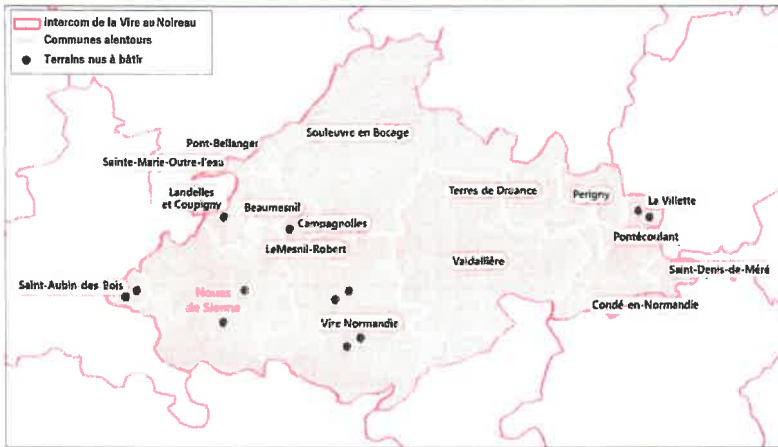 Intercom de la Vire au Noireau
Communes alentours
Terrains nus à bâtir
Souleuvre en Bocage
Pont-Bellanger
Sainte-Marie-Outre-l'eau
Landelles
et Coupigny
Beaumesnil
Campagnolles
LeMesnil-Robert
Terres de Druance
Perigny
La Villette
Pontécoulant
Valdallière
Saint-Denis-de-Méré
Saint-Aubin-des-Bois
Noues
de Sienne
Condé-en-Normandie
Vire Normandie